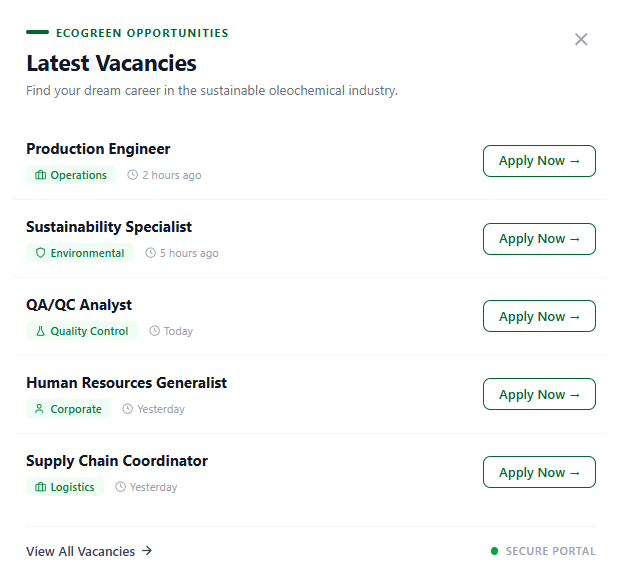 ECOGREEN OPPORTUNITIES
Latest Vacancies
Find your dream career in the sustainable oleochemical industry.
Production Engineer
Operations 2 hours ago
Apply Now →
Sustainability Specialist
Environmental 5 hours ago
Apply Now →
QA/QC Analyst
Quality Control Today
Apply Now →
Human Resources Generalist
Corporate Yesterday
Apply Now →
Supply Chain Coordinator
Logistics Yesterday
Apply Now →
View All Vacancies →
SECURE PORTAL